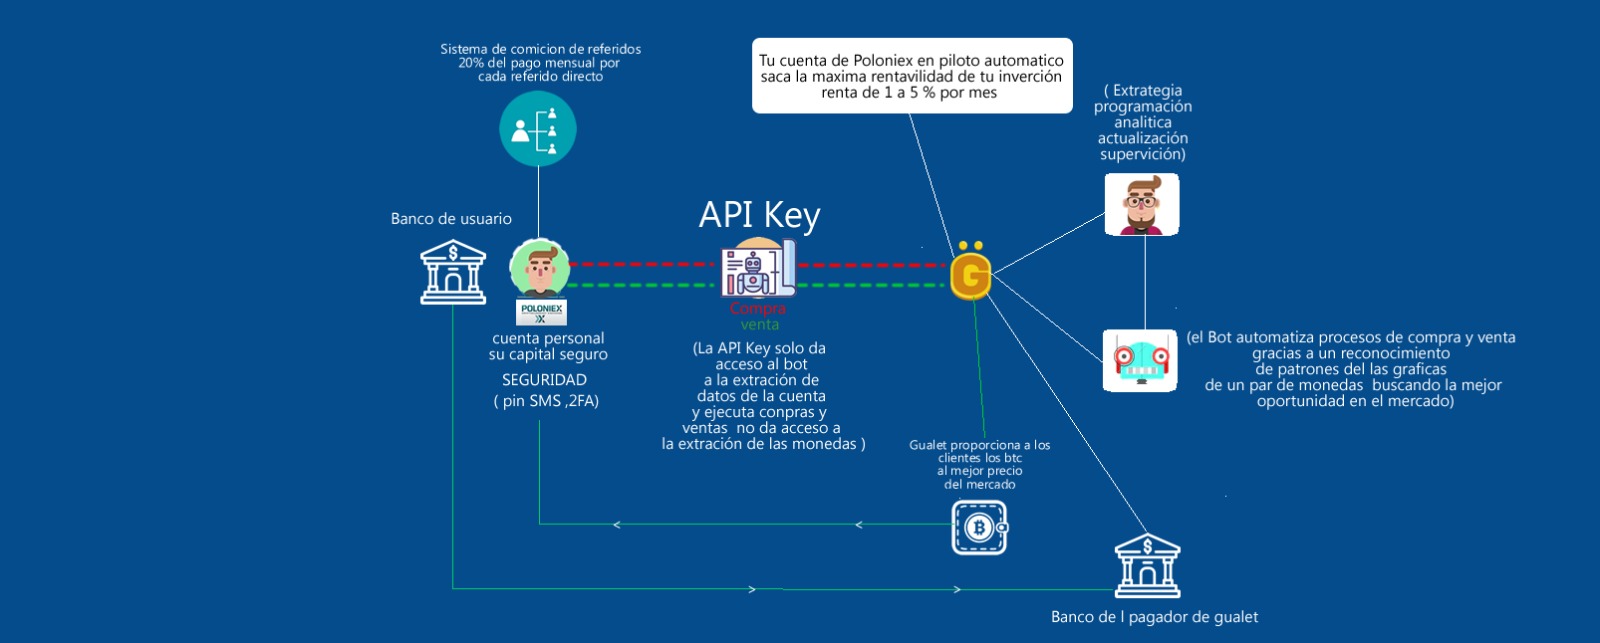 Sistema de comicion de referidos
20% del pago mensual por
cada referido directo
Tu cuenta de Poloniex en piloto automatico
saca la maxima rentavilidad de tu inverción
renta de 1 a 5 % por mes
( Extrategia
programación
analitica
actualización
supervición)
Banco de usuario
$
API Key
G
POLONIEX
Compra
venta
cuenta personal
su capital seguro
SEGURIDAD
( pin SMS ,2FA)
(La API Key solo da
acceso al bot
a la extración de
datos de la cuenta
y ejecuta conpras y
ventas no da acceso a
la extración de las monedas )
(el Bot automatiza procesos de compra y venta
gracias a un reconocimiento
de patrones del las graficas
de un par de monedas buscando la mejor
oportunidad en el mercado)
Gualet proporciona a los
clientes los btc
al mejor precio
del mercado
$
Banco de l pagador de gualet